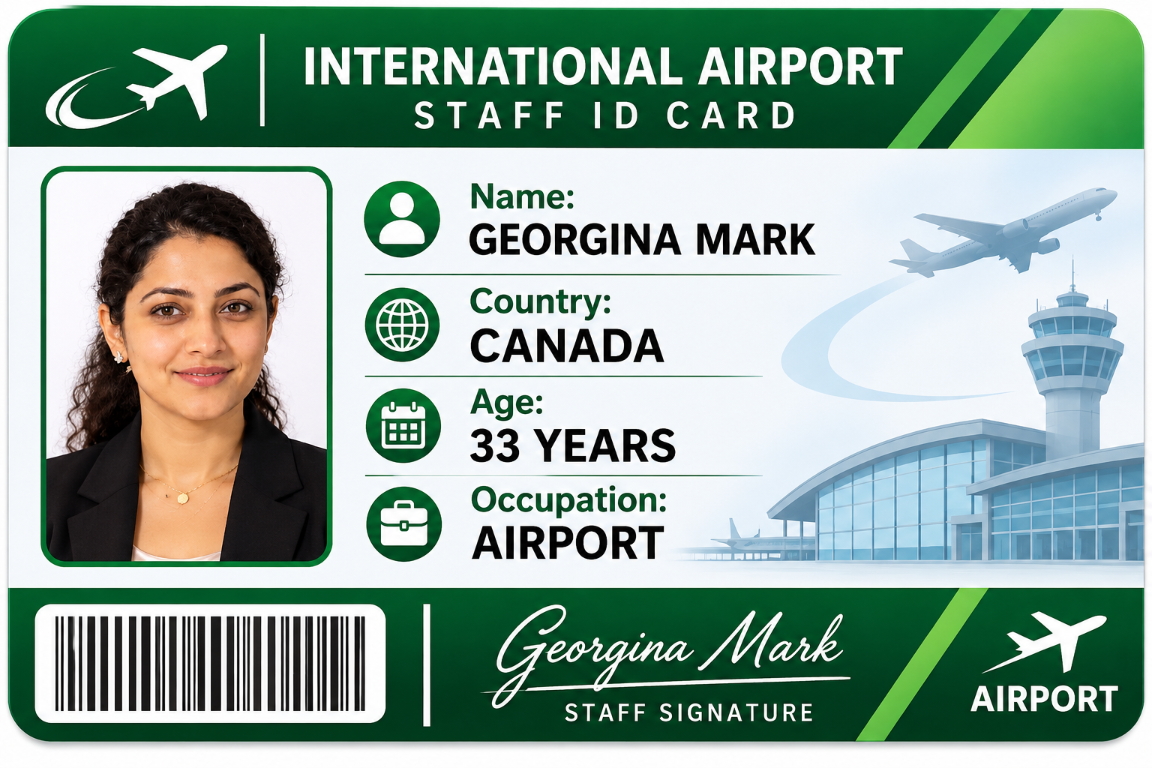 INTERNATIONAL AIRPORT
STAFF ID CARD
Name:
GEORGINA MARK
Country:
CANADA
Age:
33 YEARS
Occupation:
AIRPORT
Georgina Mark
STAFF SIGNATURE
AIRPORT